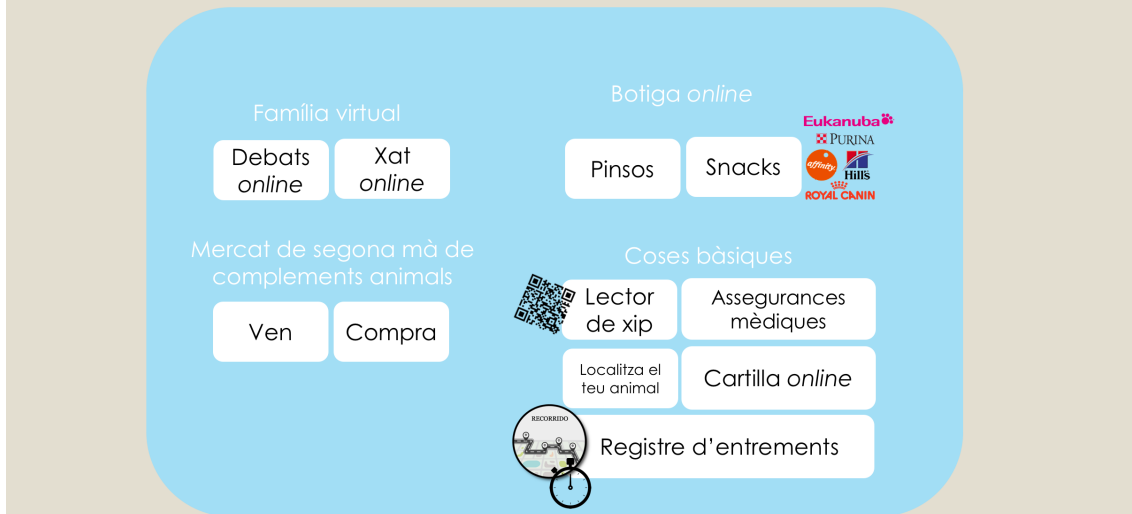 Família virtual
Debats
online
Xat
online
Botiga online
Pinsos
Snacks
Eukanuba
PURINA
affinity
Hill's
ROYAL CANIN
Mercat de segona mà de
complements animals
Ven
Compra
Coses bàsiques
Lector
de xip
Assegurances
mèdiques
Localitza el
teu animal
Cartilla online
RECORRIDO
Registre d’entrements